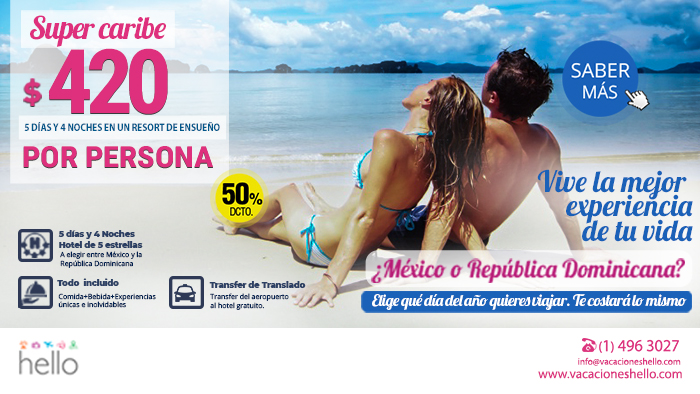 Super caribe
$ 420
5 DÍAS Y 4 NOCHES EN UN RESORT DE ENSUEÑO
POR PERSONA
SABER
MÁS
50%
DCTO.
Vive la mejor
experiencia
de tu vida
5 días y 4 Noches
Hotel de 5 estrellas
A elegir entre México y la
República Dominicana
Todo incluido
Comida+Bebida+Experiencias
únicas e inolvidables
Transfer de Translado
Transfer del aeropuerto
al hotel gratuito.
¿México o República Dominicana?
Elige qué día del año quieres viajar. Te costará lo mismo
hello
(1) 496 3027
info@vacacioneshello.com
www.vacacioneshello.com